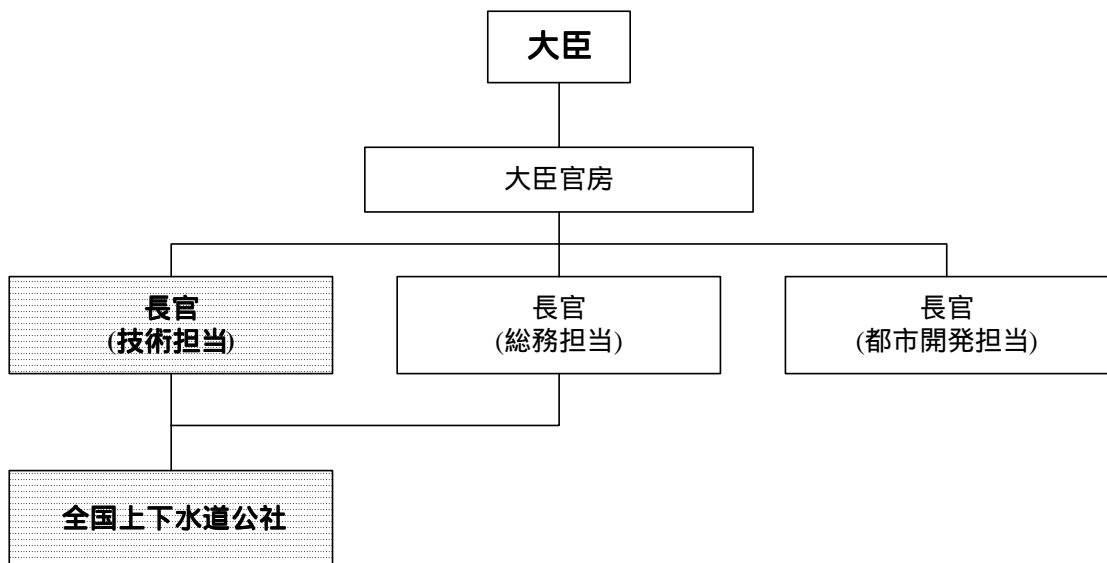 大臣
大臣官房
長官
(技術担当)
長官
(総務担当)
長官
(都市開発担当)
全国上下水道公社